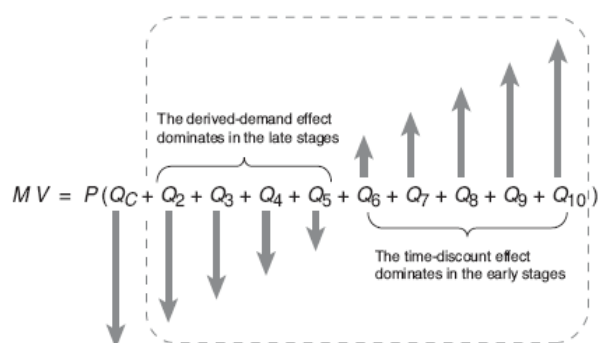 The derived-demand effect
dominates in the late stages
M V = P(QC + Q2 + Q3 + Q4 + Q5 + Q6 + Q7 + Q8 + Q9 + Q10)
The time-discount effect
dominates in the early stages